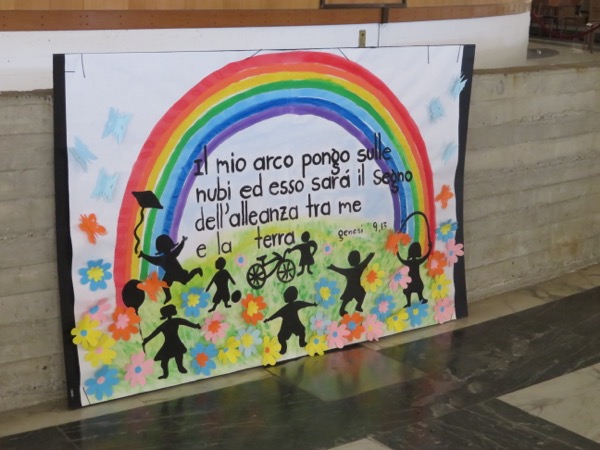 Il mio arco pongo sulle
nubi ed esso sará il Segno
dell'alleanza tra me
e la terra genesi 9,13